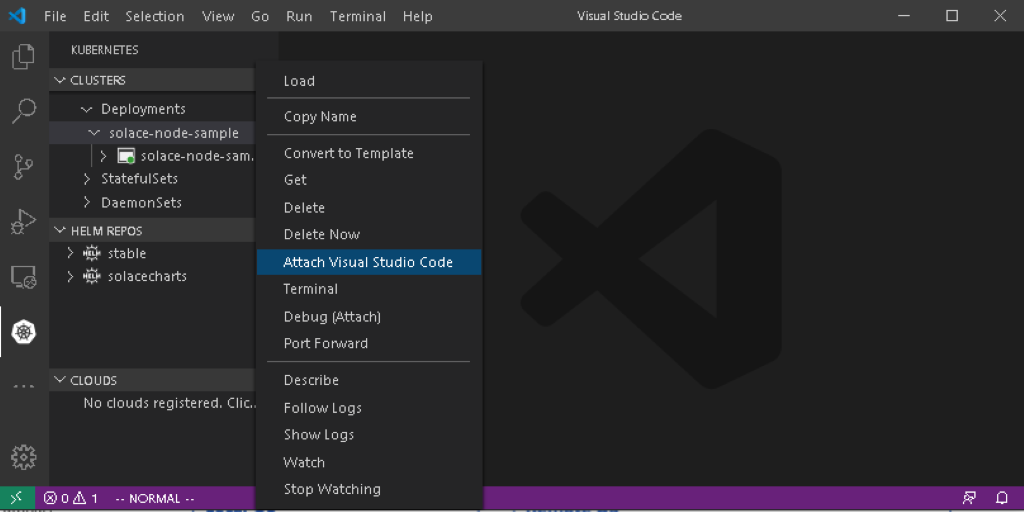 File Edit Selection View Go Run Terminal Help Visual Studio Code
KUBERNETES
CLUSTERS
Deployments
solace-node-sample
solace-node-sam..
StatefulSets
DaemonSets
HELM REPOS
HELM stable
HELM solacecharts
CLOUDS
No clouds registered. Clic..
Load
Copy Name
Convert to Template
Get
Delete
Delete Now
Attach Visual Studio Code
Terminal
Debug (Attach)
Port Forward
Describe
Follow Logs
Show Logs
Watch
Stop Watching
0 1 -- NORMAL --